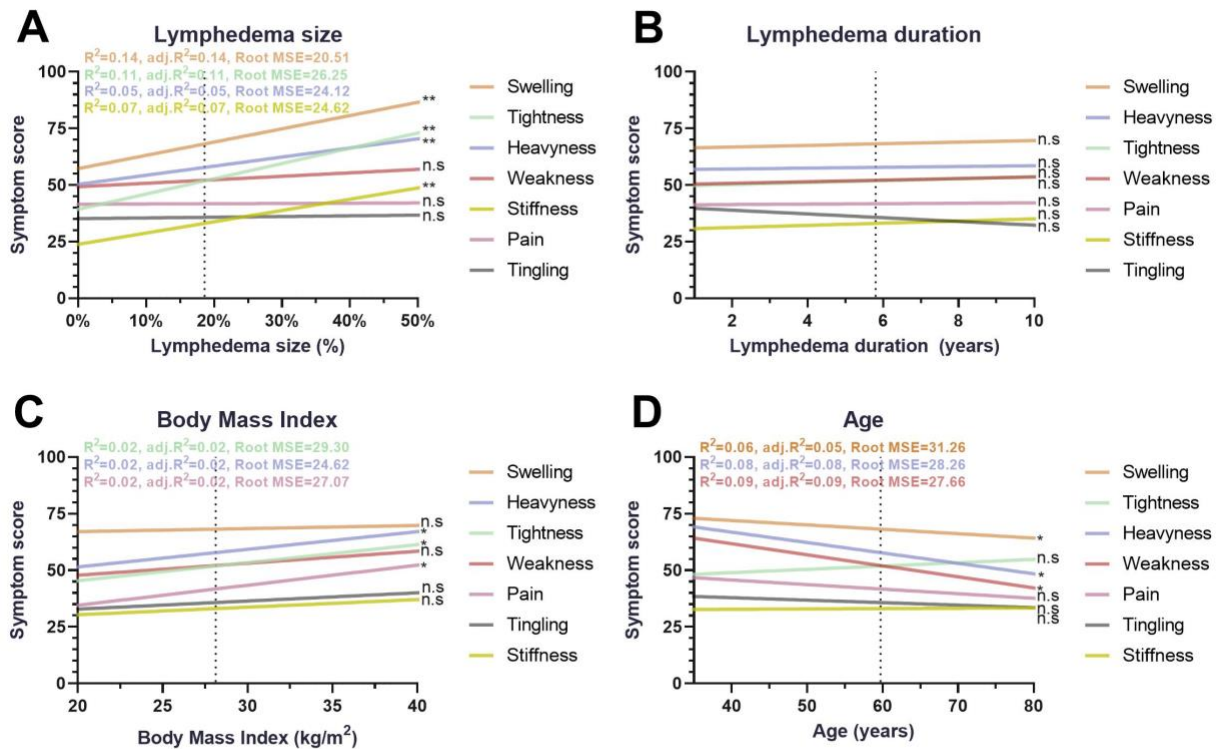 A
Lymphedema size
R²=0.14, adj.R²=0.14, Root MSE=20.51
R²=0.11, adj.R²=0.11, Root MSE=26.25
R²=0.05, adj.R²=0.05, Root MSE=24.12
R²=0.07, adj.R²=0.07, Root MSE=24.62
100
75
50
25
0
Symptom score
**
**
**
n.s
**
n.s
n.s
0% 10% 20% 30% 40% 50%
Lymphedema size (%)
Swelling
Tightness
Heavyness
Weakness
Stiffness
Pain
Tingling
B
Lymphedema duration
100
75
50
25
0
Symptom score
n.s
n.s
n.s
n.s
n.s
n.s
n.s
2 4 6 8 10
Lymphedema duration (years)
Swelling
Heavyness
Tightness
Weakness
Pain
Stiffness
Tingling
C
Body Mass Index
R²=0.02, adj.R²=0.02, Root MSE=29.30
R²=0.02, adj.R²=0.02, Root MSE=24.62
R²=0.02, adj.R²=0.02, Root MSE=27.07
100
75
50
25
0
Symptom score
n.s
*
*
n.s
*
n.s
n.s
20 25 30 35 40
Body Mass Index (kg/m²)
Swelling
Heavyness
Tightness
Weakness
Pain
Tingling
Stiffness
D
Age
R²=0.06, adj.R²=0.05, Root MSE=31.26
R²=0.08, adj.R²=0.08, Root MSE=28.26
R²=0.09, adj.R²=0.09, Root MSE=27.66
100
75
50
25
0
Symptom score
*
n.s
*
*
n.s
n.s
n.s
40 50 60 70 80
Age (years)
Swelling
Tightness
Heavyness
Weakness
Pain
Tingling
Stiffness